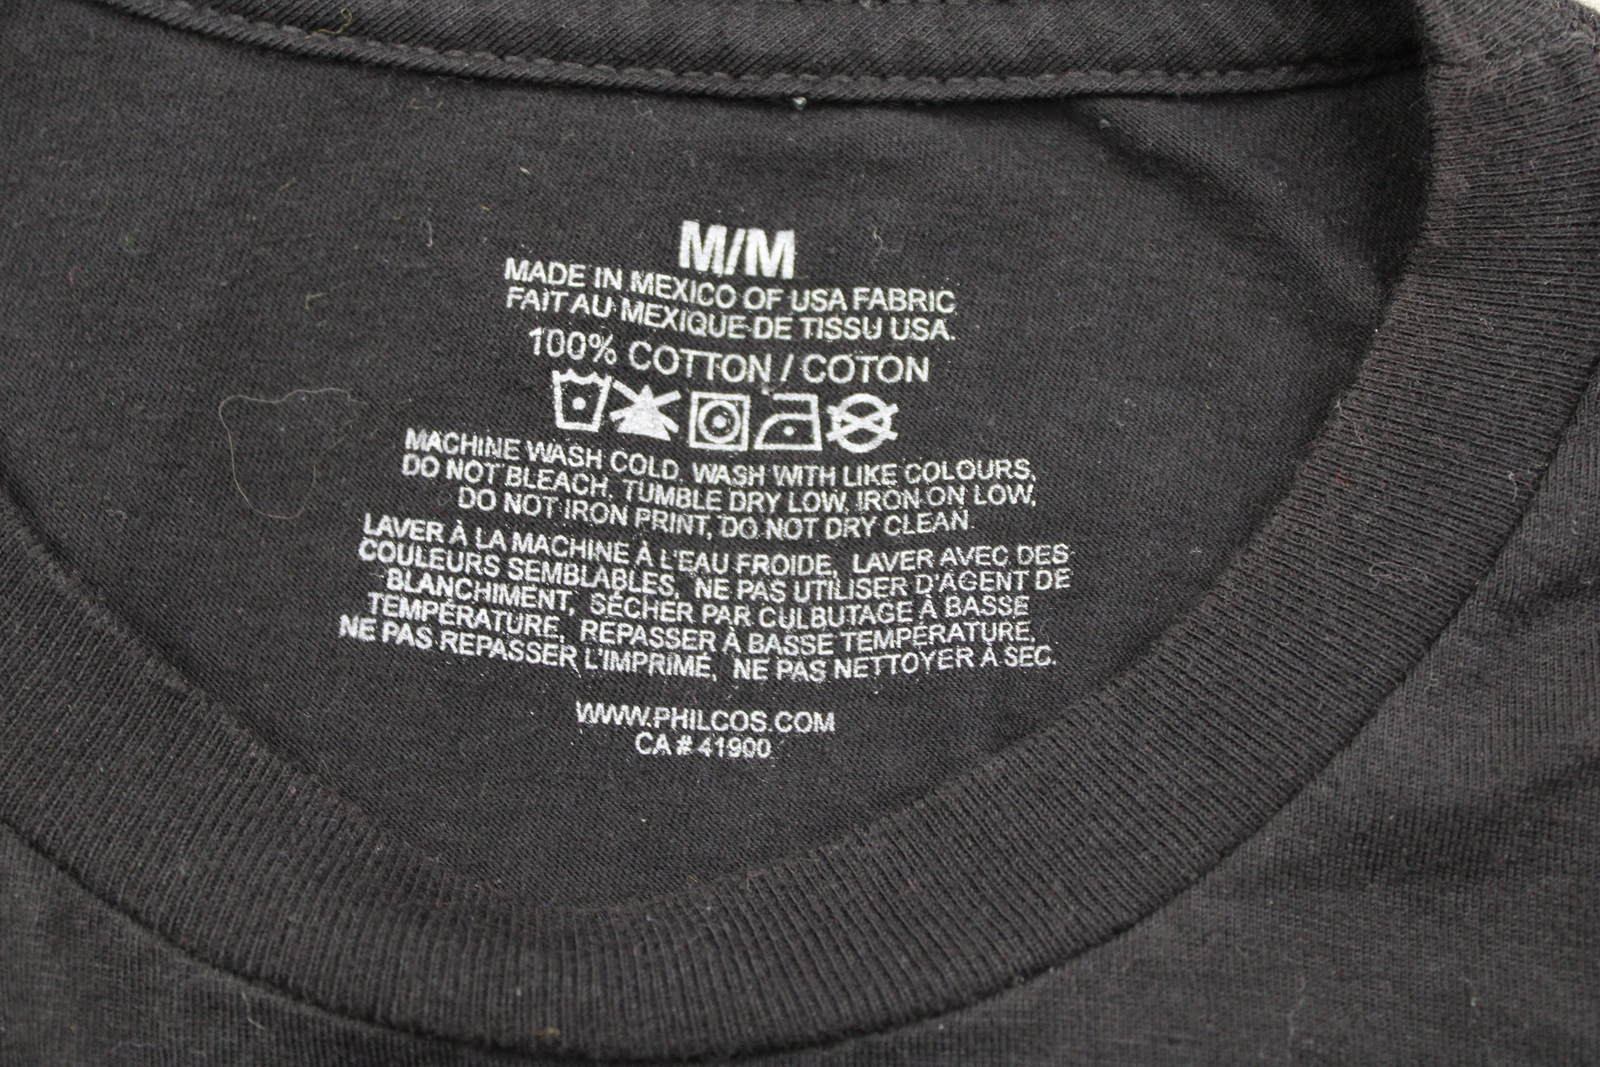 M/M
MADE IN MEXICO OF USA FABRIC
FAIT AU MEXIQUE DE TISSU USA.
100% COTTON / COTON
MACHINE WASH COLD. WASH WITH LIKE COLOURS,
DO NOT BLEACH, TUMBLE DRY LOW, IRON ON LOW,
DO NOT IRON PRINT, DO NOT DRY CLEAN.
LAVER À LA MACHINE À L'EAU FROIDE, LAVER AVEC DES
COULEURS SEMBLABLES, NE PAS UTILISER D'AGENT DE
BLANCHIMENT, SÉCHER PAR CULBUTAGE À BASSE
TEMPÉRATURE, REPASSER À BASSE TEMPÉRATURE,
NE PAS REPASSER L'IMPRIMÉ, NE PAS NETTOYER À SEC.
WWW.PHILCOS.COM
CA # 41900